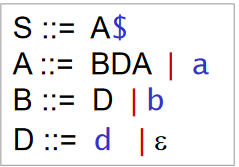 S ::= A$
A ::= BDA | a
B ::= D | b
D ::= d | ε